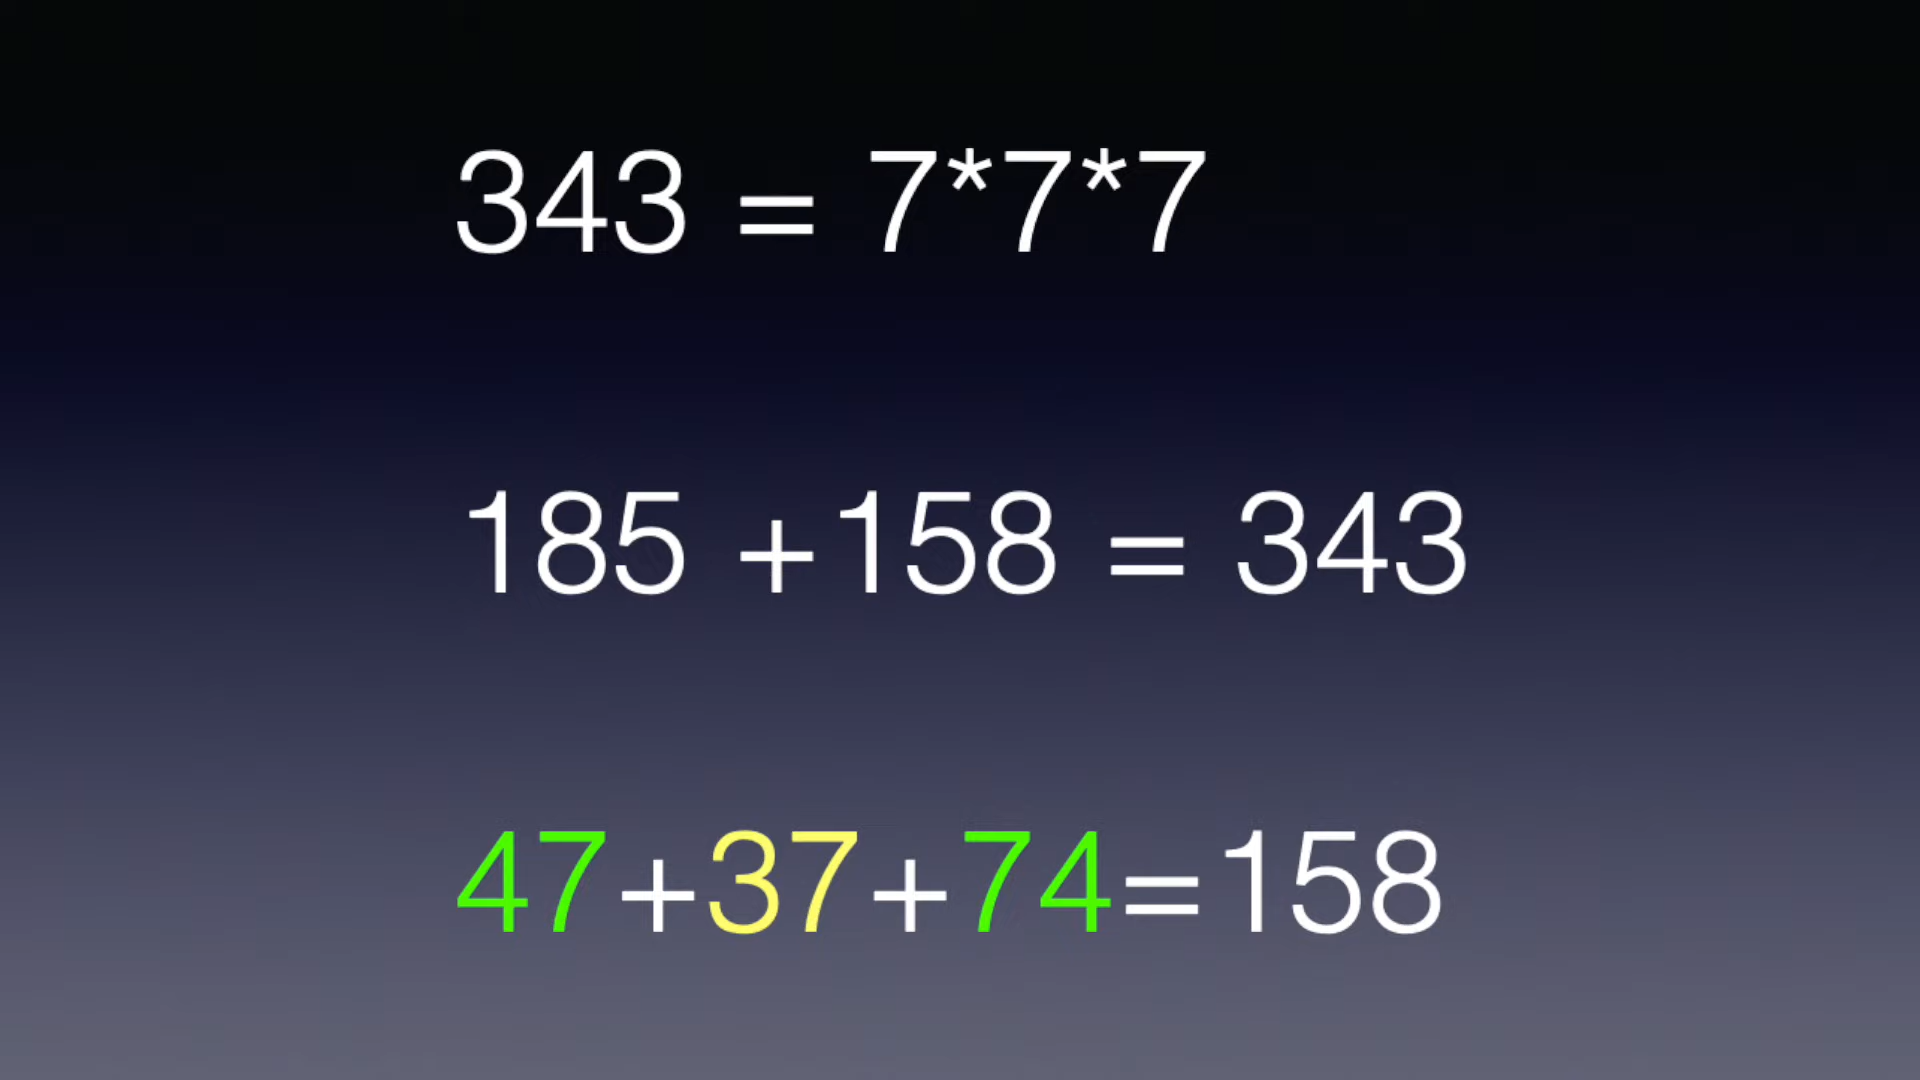 343 = 7*7*7
185 +158 = 343
47+37+74=158